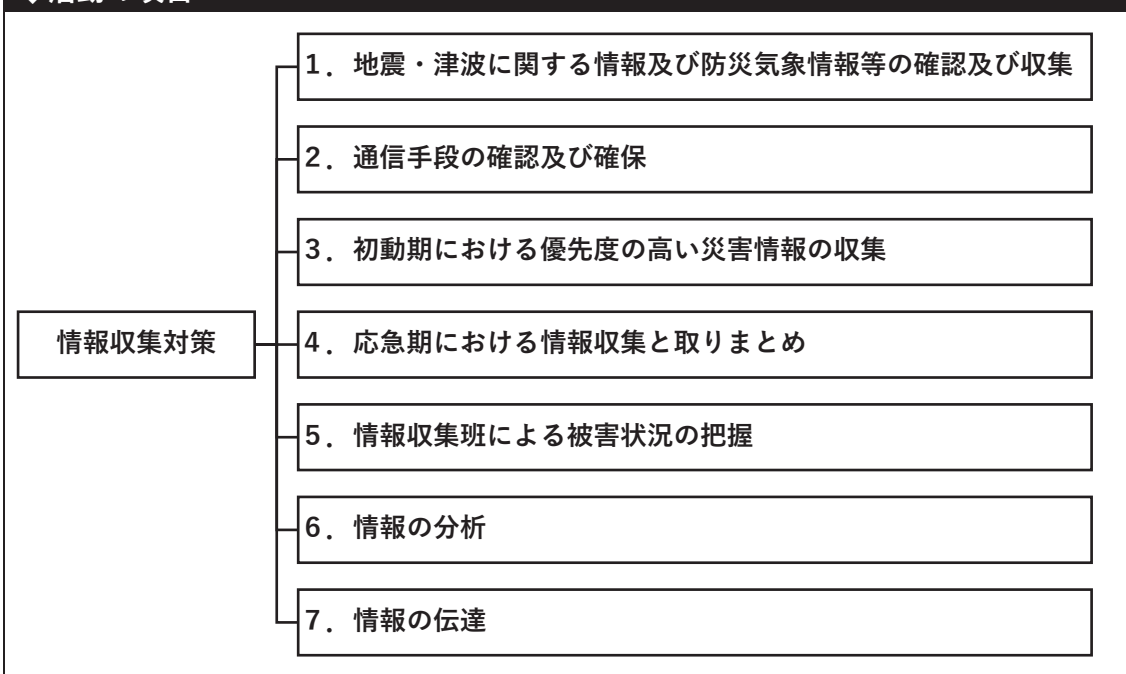 情報収集対策
1．地震・津波に関する情報及び防災気象情報等の確認及び収集
2．通信手段の確認及び確保
3．初動期における優先度の高い災害情報の収集
4．応急期における情報収集と取りまとめ
5．情報収集班による被害状況の把握
6．情報の分析
7．情報の伝達